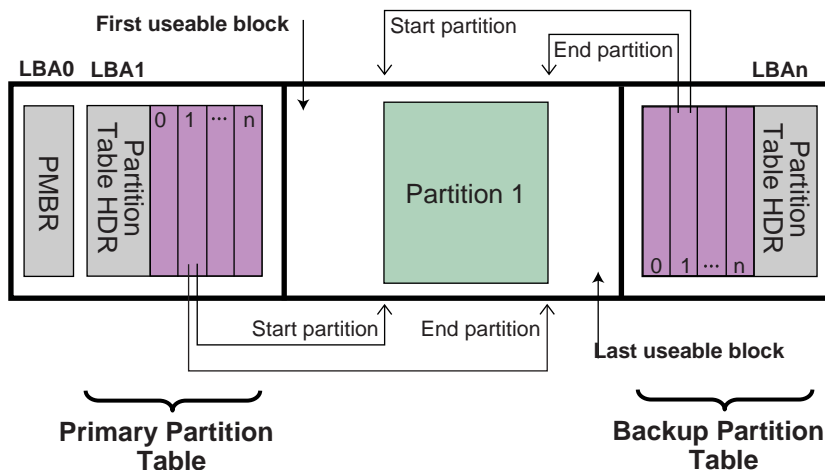 First useable block
Start partition
End partition
LBA0
LBA1
LBAn
PMBR
Partition
Table HDR
0 1 ... n
Partition 1
0 1 ... n
Partition
Table HDR
Start partition
End partition
Last useable block
Primary Partition
Table
Backup Partition
Table